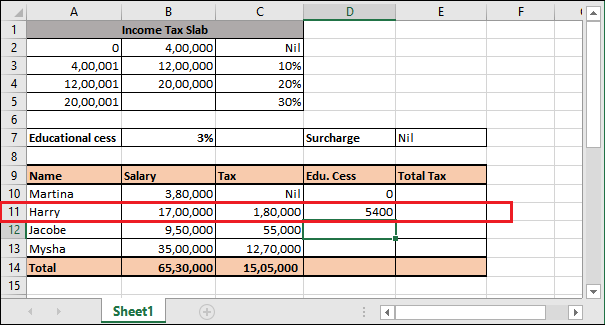 A B C D E F
1 Income Tax Slab
2 0 4,00,000 Nil
3 4,00,001 12,00,000 10%
4 12,00,001 20,00,000 20%
5 20,00,001 30%
6
7 Educational cess 3% Surcharge Nil
8
9 Name Salary Tax Edu. Cess Total Tax
10 Martina 3,80,000 Nil 0
11 Harry 17,00,000 1,80,000 5400
12 Jacobe 9,50,000 55,000
13 Mysha 35,00,000 12,70,000
14 Total 65,30,000 15,05,000
15
Sheet1